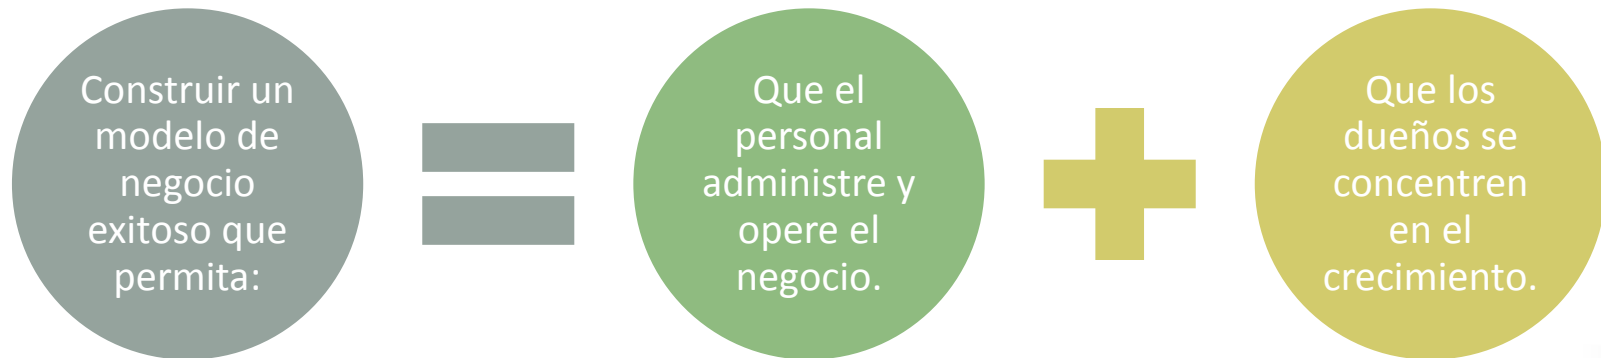 Construir un
modelo de
negocio
exitoso que
permita:
Que el
personal
administre y
opere el
negocio.
Que los
dueños se
concentren
en el
crecimiento.